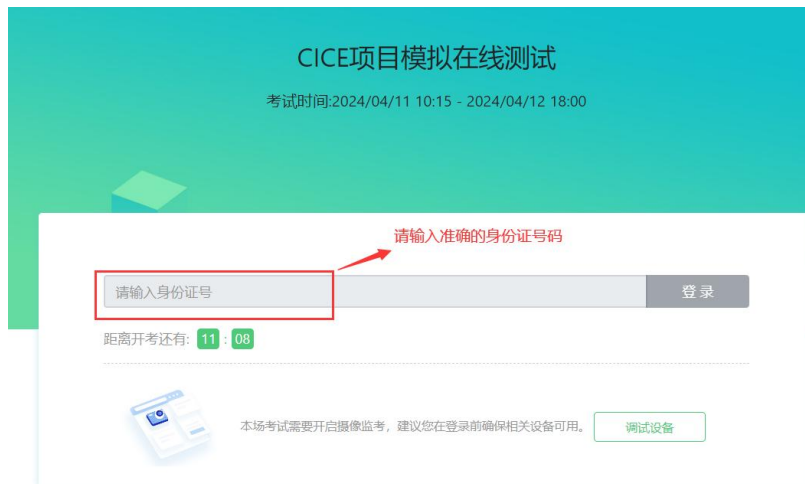 CICE项目模拟在线测试
考试时间:2024/04/11 10:15 - 2024/04/12 18:00
请输入准确的身份证号码
请输入身份证号
登录
距离开考还有: 11 : 08
本场考试需要开启摄像监考，建议您在登录前确保相关设备可用。 调试设备